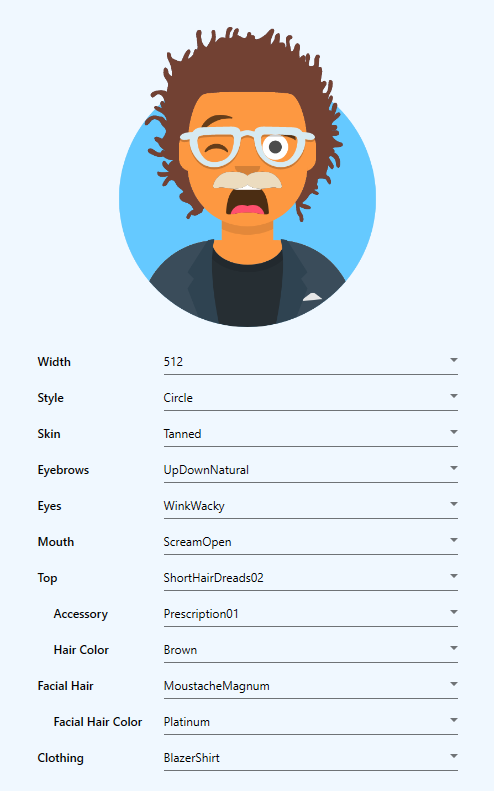 Width 512
Style Circle
Skin Tanned
Eyebrows UpDownNatural
Eyes WinkWacky
Mouth ScreamOpen
Top ShortHairDreads02
Accessory Prescription01
Hair Color Brown
Facial Hair MoustacheMagnum
Facial Hair Color Platinum
Clothing BlazerShirt